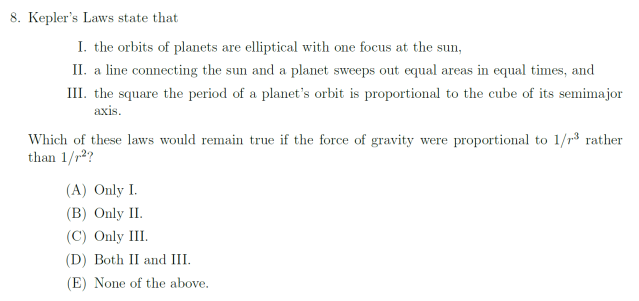 8. Kepler's Laws state that
I. the orbits of planets are elliptical with one focus at the sun,
II. a line connecting the sun and a planet sweeps out equal areas in equal times, and
III. the square the period of a planet's orbit is proportional to the cube of its semimajor
axis.
Which of these laws would remain true if the force of gravity were proportional to 1/r³ rather
than 1/r²?
(A) Only I.
(B) Only II.
(C) Only III.
(D) Both II and III.
(E) None of the above.